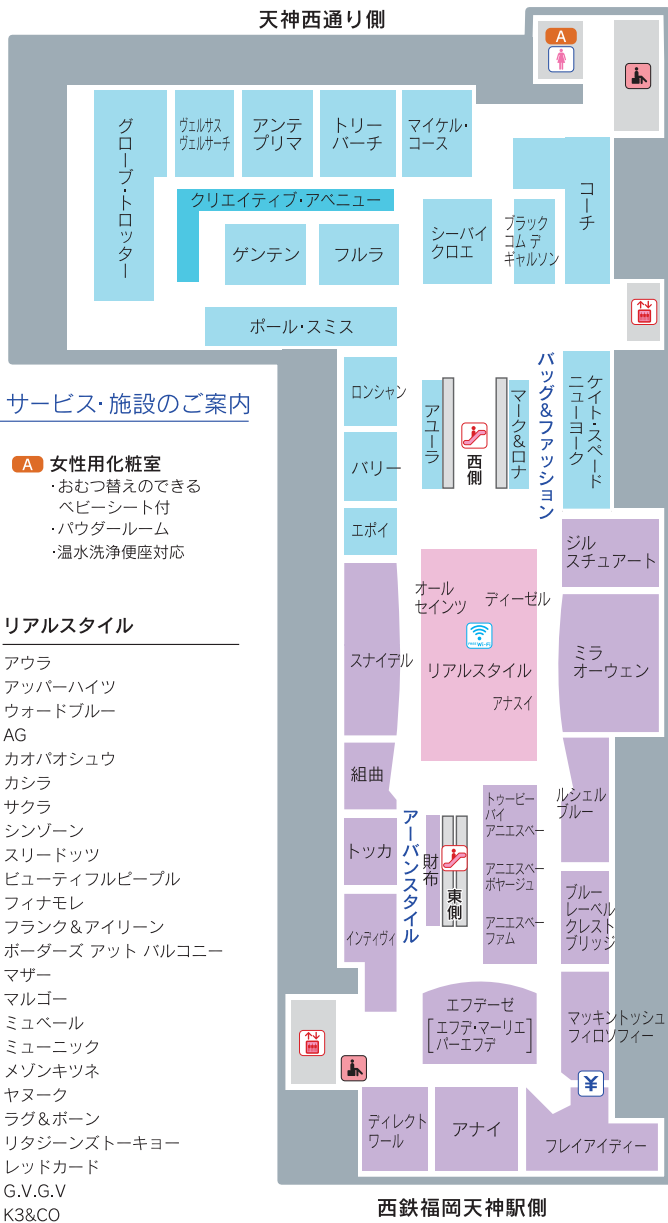 天神西通り側
A
グローブ・トロッター
ヴェルサス
ヴェルサーチ
アンテ
プリマ
トリー
バーチ
マイケル・
コース
コーチ
クリエイティブ・アベニュー
ゲンテン
フルラ
シーバイ
クロエ
ブラック
コム デ
ギャルソン
ポール・スミス
ロンシャン
バリー
エポイ
アユーラ
西側
マーク&ロナ
バッグ&ファッション
ケイト・スペード
ニューヨーク
サービス・施設のご案内
A 女性用化粧室
・おむつ替えのできる
ベビーシート付
・パウダールーム
・温水洗浄便座対応
ジル
スチュアート
オール
セインツ
ディーゼル
FREE Wi-Fi
リアルスタイル
アナスイ
スナイデル
ミラ
オーウェン
組曲
トッカ
インディヴィ
アーバンスタイル
財布
東側
トゥービー
バイ
アニエスベー
アニエスベー
ボヤージュ
アニエスベー
ファム
ルシェル
ブルー
ブルー
レーベル
クレスト
ブリッジ
エフデーゼ
[エフデ・マーリエ
バーエフデ]
マッキントッシュ
フィロソフィー
¥
ディレクト
ワール
アナイ
フレイアイディー
西鉄福岡天神駅側
リアルスタイル
アウラ
アッパーハイツ
ウォードブルー
AG
カオパオシュウ
カシラ
サクラ
シンゾーン
スリードッツ
ビューティフルピープル
フィナモレ
フランク&アイリーン
ボーダーズ アット バルコニー
マザー
マルゴー
ミュベール
ミューニック
メゾンキツネ
ヤヌーク
ラグ&ボーン
リタジーンズトーキョー
レッドカード
G.V.G.V
K3&CO